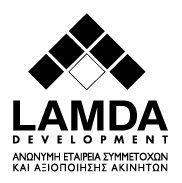 LAMDA
DEVELOPMENT
ΑΝΩΝΥΜΗ ΕΤΑΙΡΕΙΑ ΣΥΜΜΕΤΟΧΩΝ
ΚΑΙ ΑΞΙΟΠΟΙΗΣΗΣ ΑΚΙΝΗΤΩΝ